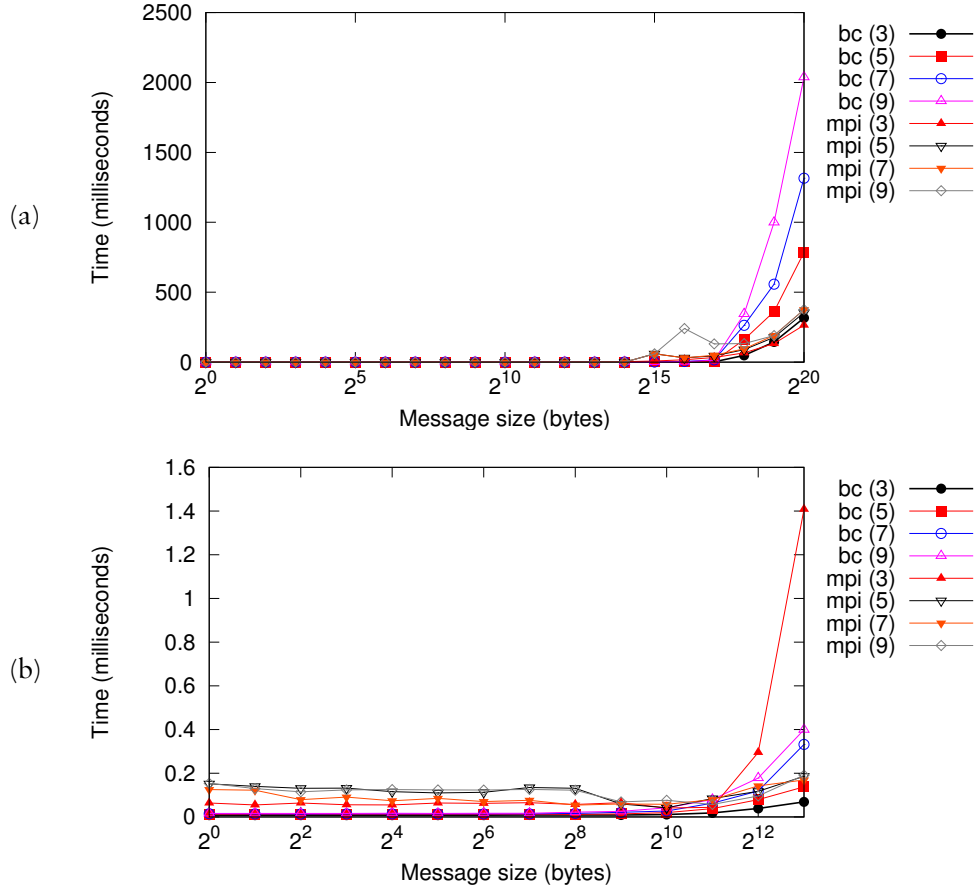 (a)
Time (milliseconds)
2500
2000
1500
1000
500
0
2^0 2^5 2^10 2^15 2^20
Message size (bytes)
bc (3)
bc (5)
bc (7)
bc (9)
mpi (3)
mpi (5)
mpi (7)
mpi (9)
(b)
Time (milliseconds)
1.6
1.4
1.2
1
0.8
0.6
0.4
0.2
0
2^0 2^2 2^4 2^6 2^8 2^10 2^12
Message size (bytes)
bc (3)
bc (5)
bc (7)
bc (9)
mpi (3)
mpi (5)
mpi (7)
mpi (9)